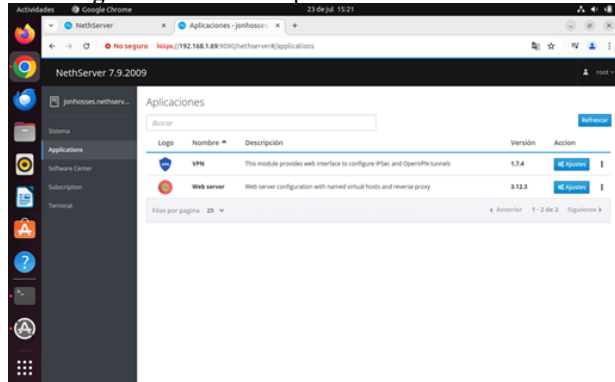 Actividades Google Chrome 23 de jul 15:21
NethServer Aplicaciones - jonhosses.
No seguro https://192.168.1.69:9090/nethserver#/applications
NethServer 7.9.2009 root
jonhosses.nethserv...
Sistema
Applications
Software Center
Subscription
Terminal
Aplicaciones
Buscar Refrescar
Logo Nombre Descripción Versión Accion
VPN VPN This module provides web interface to configure IPSec and OpenVPN tunnels 1.7.4 Ajustes
Web server Web server configuration with named virtual hosts and reverse proxy 3.12.3 Ajustes
Filas por pagina 25 Anterior 1 - 2 de 2 Siguiente